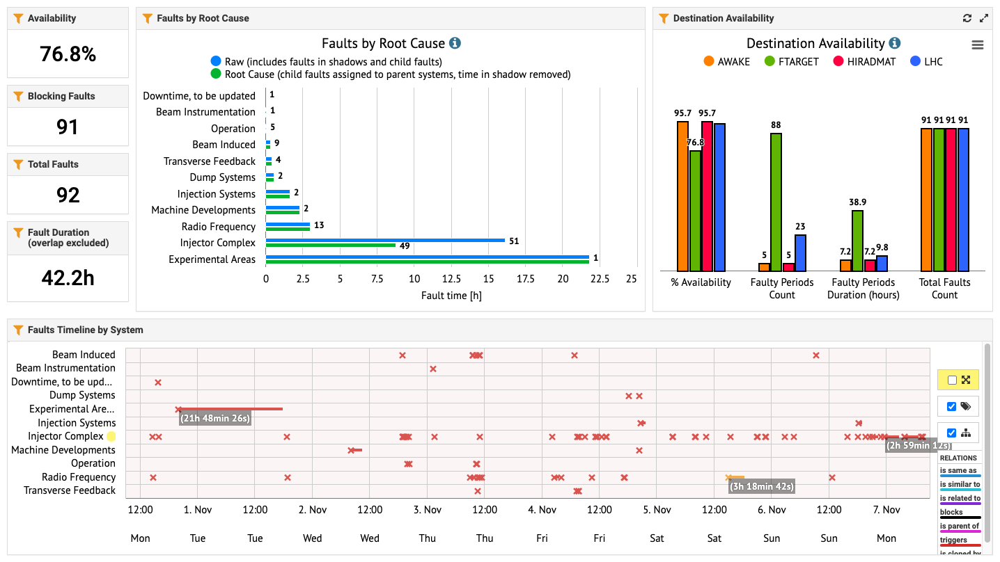 Availability
76.8%
Blocking Faults
91
Total Faults
92
Fault Duration
(overlap excluded)
42.2h
Faults by Root Cause
Faults by Root Cause
Raw (includes faults in shadows and child faults)
Root Cause (child faults assigned to parent systems, time in shadow removed)
Downtime, to be updated 1
Beam Instrumentation 1
Operation 5
Beam Induced 9
Transverse Feedback 4
Dump Systems 2
Injection Systems 2
Machine Developments 2
Radio Frequency 13
Injector Complex 51
49
Experimental Areas 1
0 2.5 5 7.5 10 12.5 15 17.5 20 22.5 25
Fault time [h]
Destination Availability
Destination Availability
AWAKE FTARGET HIRADMAT LHC
95.7 76.8 95.7
5 88 5 23
7.2 38.9 7.2 9.8
91 91 91 91
% Availability
Faulty Periods
Count
Faulty Periods
Duration (hours)
Total Faults
Count
Faults Timeline by System
Beam Induced
Beam Instrumentation
Downtime, to be upd...
Dump Systems
Experimental Are...
(21h 48min 26s)
Injection Systems
Injector Complex
(2h 59min 12s)
Machine Developments
Operation
Radio Frequency
(3h 18min 42s)
Transverse Feedback
12:00 1. Nov 12:00 2. Nov 12:00 3. Nov 12:00 4. Nov 12:00 5. Nov 12:00 6. Nov 12:00 7. Nov
Mon Tue Tue Wed Wed Thu Thu Fri Fri Sat Sat Sun Sun Mon
RELATIONS
is same as
is similar to
is related to
blocks
is parent of
triggers
is cloned by